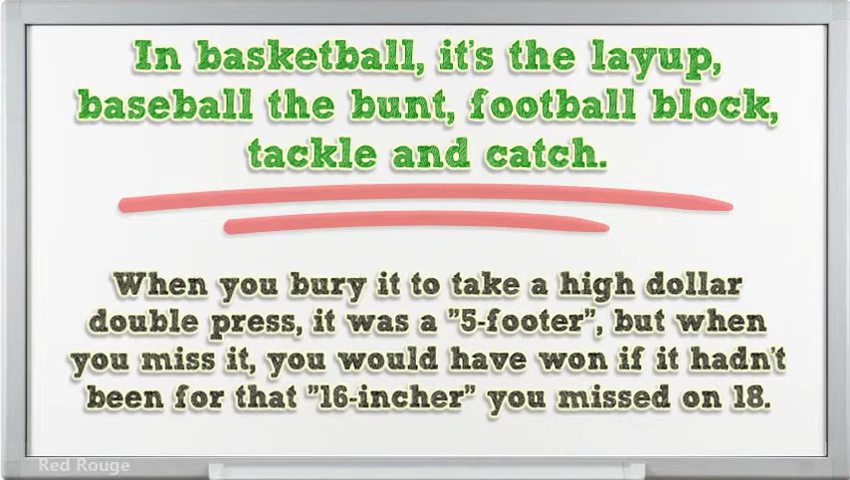 In basketball, it's the layup,
baseball the bunt, football block,
tackle and catch.
When you bury it to take a high dollar
double press, it was a "5-footer", but when
you miss it, you would have won if it hadn't
been for that "16-incher" you missed on 18.
Red Rouge